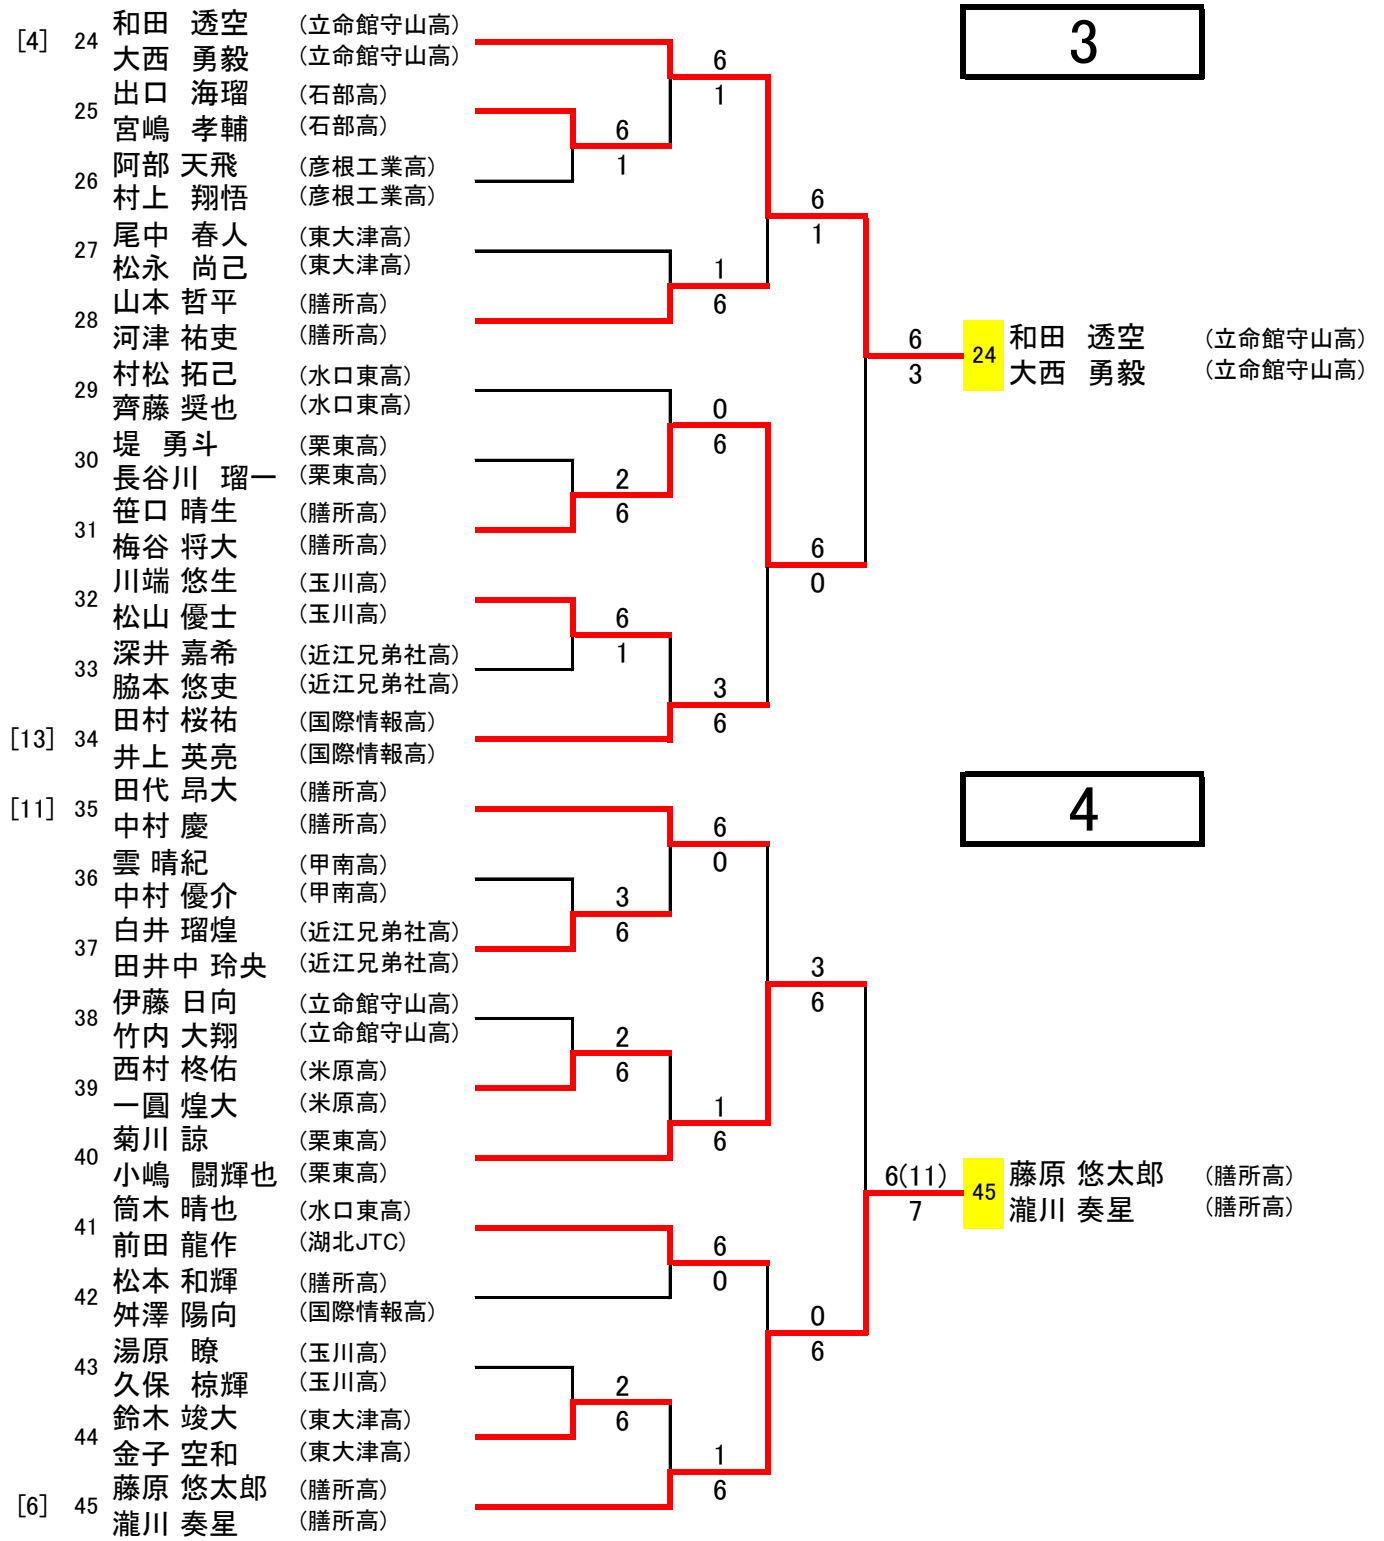 3
[4] 24 和田 透空 (立命館守山高)
大西 勇毅 (立命館守山高)
6
1
25 出口 海瑠 (石部高)
宮嶋 孝輔 (石部高)
6
1
26 阿部 天飛 (彦根工業高)
村上 翔悟 (彦根工業高)
6
1
27 尾中 春人 (東大津高)
松永 尚己 (東大津高)
1
6
28 山本 哲平 (膳所高)
河津 祐吏 (膳所高)
6
3
24 和田 透空 (立命館守山高)
大西 勇毅 (立命館守山高)
29 村松 拓己 (水口東高)
齊藤 奨也 (水口東高)
0
6
30 堤 勇斗 (栗東高)
長谷川 瑠一 (栗東高)
2
6
31 笹口 晴生 (膳所高)
梅谷 将大 (膳所高)
6
0
32 川端 悠生 (玉川高)
松山 優士 (玉川高)
6
1
33 深井 嘉希 (近江兄弟社高)
脇本 悠吏 (近江兄弟社高)
3
6
[13] 34 田村 桜祐 (国際情報高)
井上 英亮 (国際情報高)
4
[11] 35 田代 昂大 (膳所高)
中村 慶 (膳所高)
6
0
36 雲 晴紀 (甲南高)
中村 優介 (甲南高)
3
6
37 白井 瑠煌 (近江兄弟社高)
田井中 玲央 (近江兄弟社高)
3
6
38 伊藤 日向 (立命館守山高)
竹内 大翔 (立命館守山高)
2
6
39 西村 柊佑 (米原高)
一圓 煌大 (米原高)
1
6
40 菊川 諒 (栗東高)
小嶋 闘輝也 (栗東高)
6(11)
7
45 藤原 悠太郎 (膳所高)
瀧川 奏星 (膳所高)
41 筒木 晴也 (水口東高)
前田 龍作 (湖北JTC)
6
0
42 松本 和輝 (膳所高)
舛澤 陽向 (国際情報高)
0
6
43 湯原 瞭 (玉川高)
久保 椋輝 (玉川高)
2
6
44 鈴木 竣大 (東大津高)
金子 空和 (東大津高)
1
6
[6] 45 藤原 悠太郎 (膳所高)
瀧川 奏星 (膳所高)